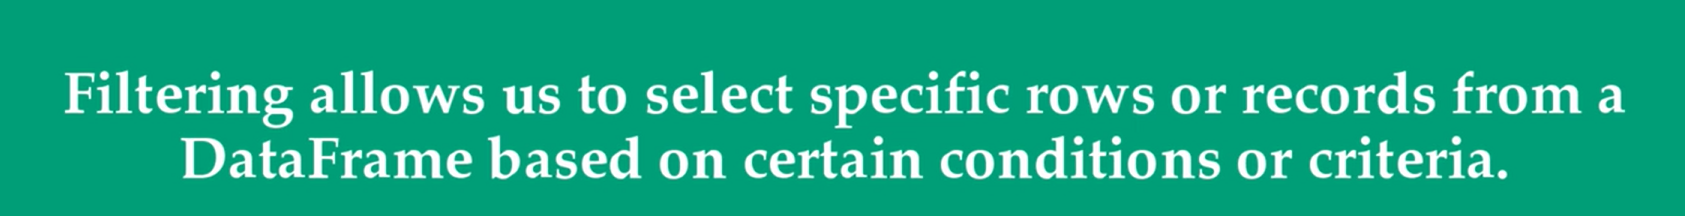 Filtering allows us to select specific rows or records from a
DataFrame based on certain conditions or criteria.